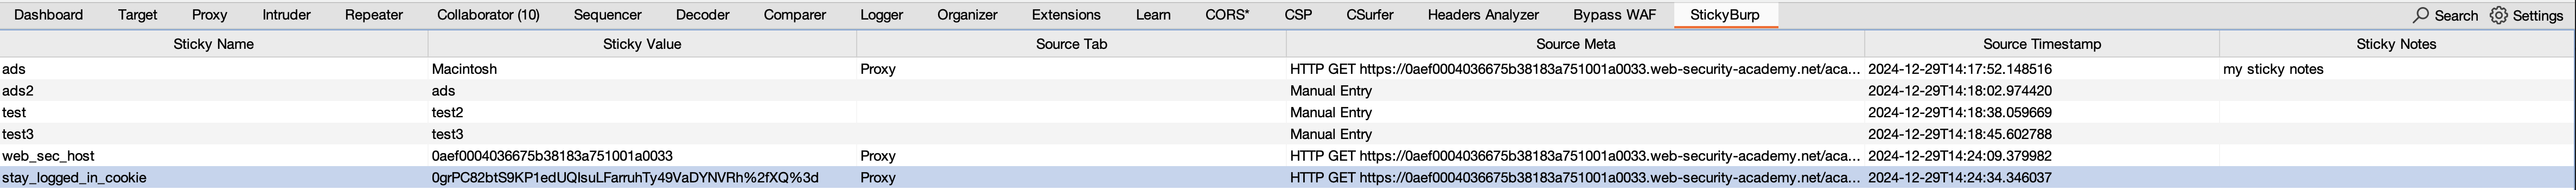 Dashboard Target Proxy Intruder Repeater Collaborator (10) Sequencer Decoder Comparer Logger Organizer Extensions Learn CORS* CSP CSurfer Headers Analyzer Bypass WAF StickyBurp Search Settings
Sticky Name Sticky Value Source Tab Source Meta Source Timestamp Sticky Notes
ads Macintosh Proxy HTTP GET https://0aef0004036675b38183a751001a0033.web-security-academy.net/aca... 2024-12-29T14:17:52.148516 my sticky notes
ads2 ads Manual Entry 2024-12-29T14:18:02.974420
test test2 Manual Entry 2024-12-29T14:18:38.059669
test3 test3 Manual Entry 2024-12-29T14:18:45.602788
web_sec_host 0aef0004036675b38183a751001a0033 Proxy HTTP GET https://0aef0004036675b38183a751001a0033.web-security-academy.net/aca... 2024-12-29T14:24:09.379982
stay_logged_in_cookie 0grPC82btS9KP1edUQIsuLFarruhTy49VaDYNVRh%2fXQ%3d Proxy HTTP GET https://0aef0004036675b38183a751001a0033.web-security-academy.net/aca... 2024-12-29T14:24:34.346037